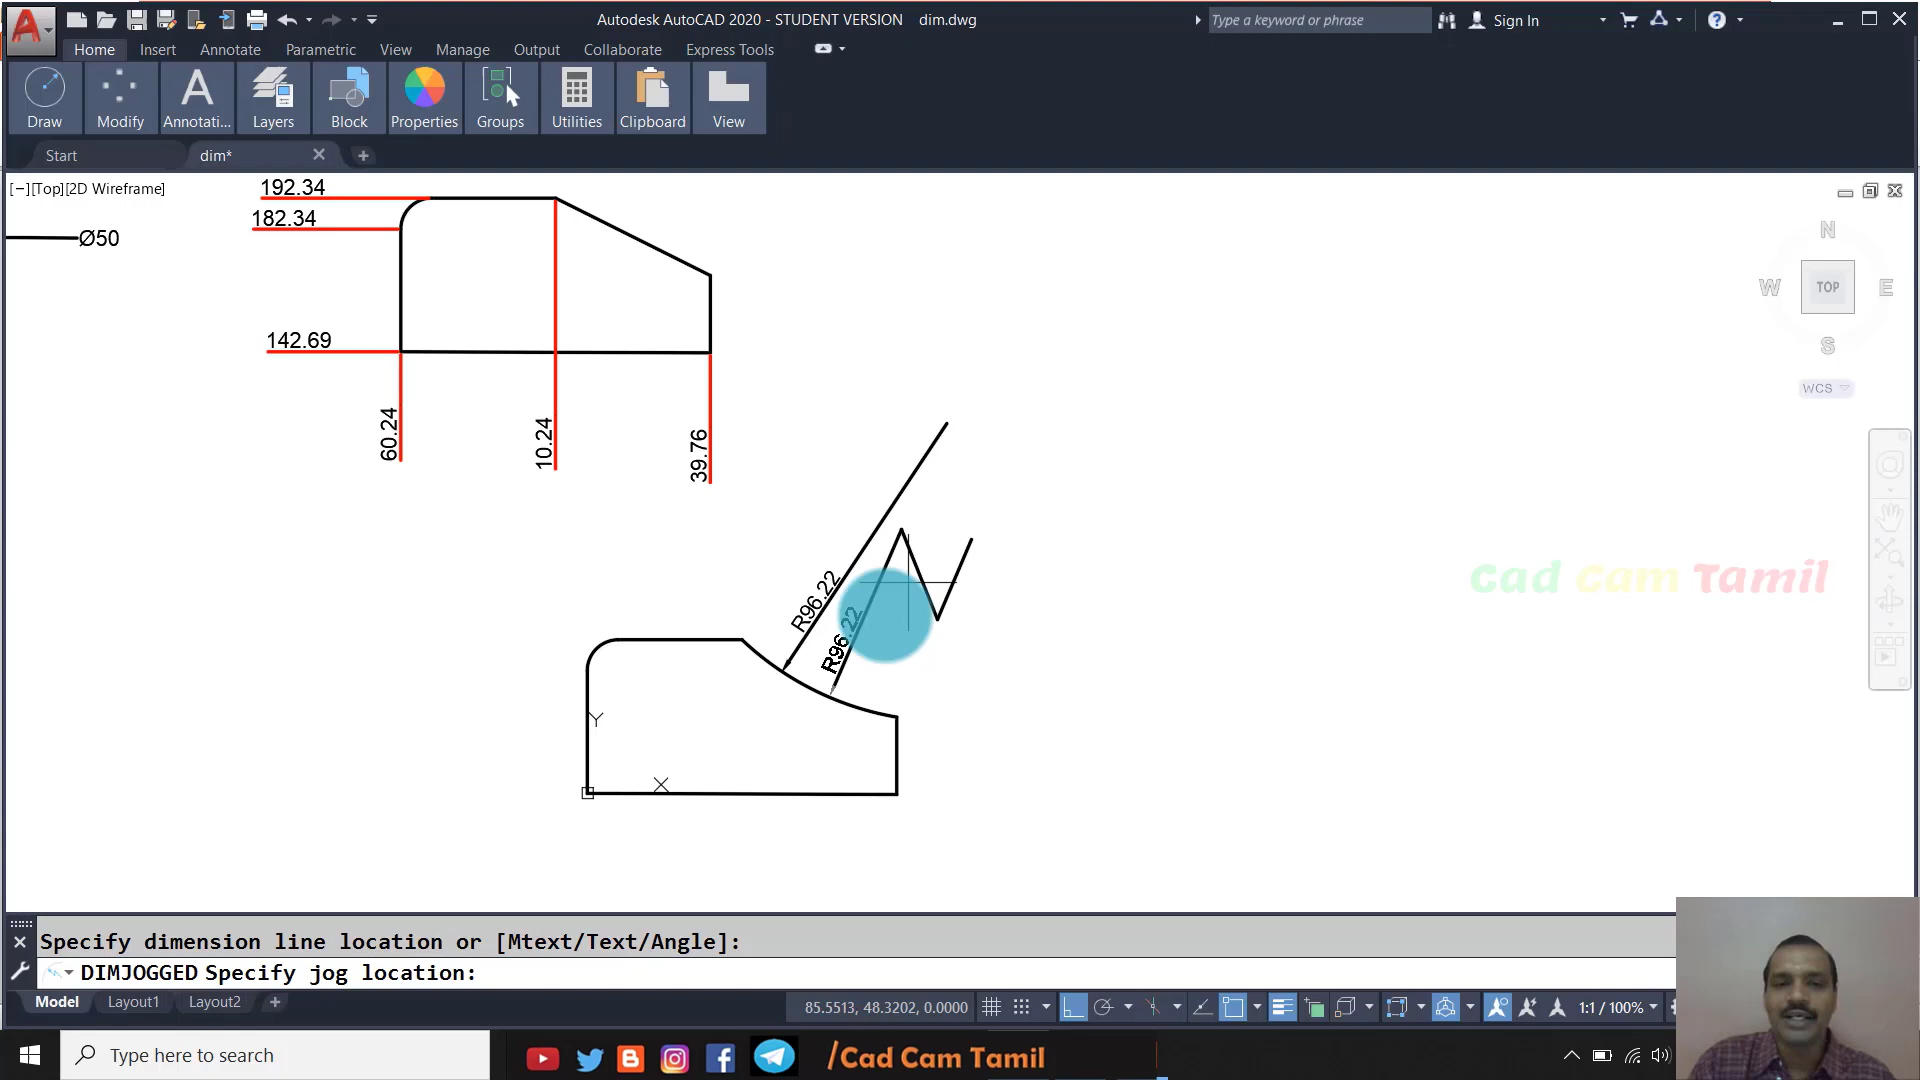 Autodesk AutoCAD 2020 - STUDENT VERSION dim.dwg
Type a keyword or phrase
Sign In
Home Insert Annotate Parametric View Manage Output Collaborate Express Tools
Draw Modify Annotati... Layers Block Properties Groups Utilities Clipboard View
Start dim*
[−][Top][2D Wireframe]
192.34
182.34
Ø50
142.69
60.24
10.24
39.76
N
W TOP E
S
WCS
R96.22
R96.22
Cad Cam Tamil
Y
X
Specify dimension line location or [Mtext/Text/Angle]:
DIMJOGGED Specify jog location:
Model Layout1 Layout2
85.5513, 48.3202, 0.0000
1:1 / 100%
Type here to search
/Cad Cam Tamil